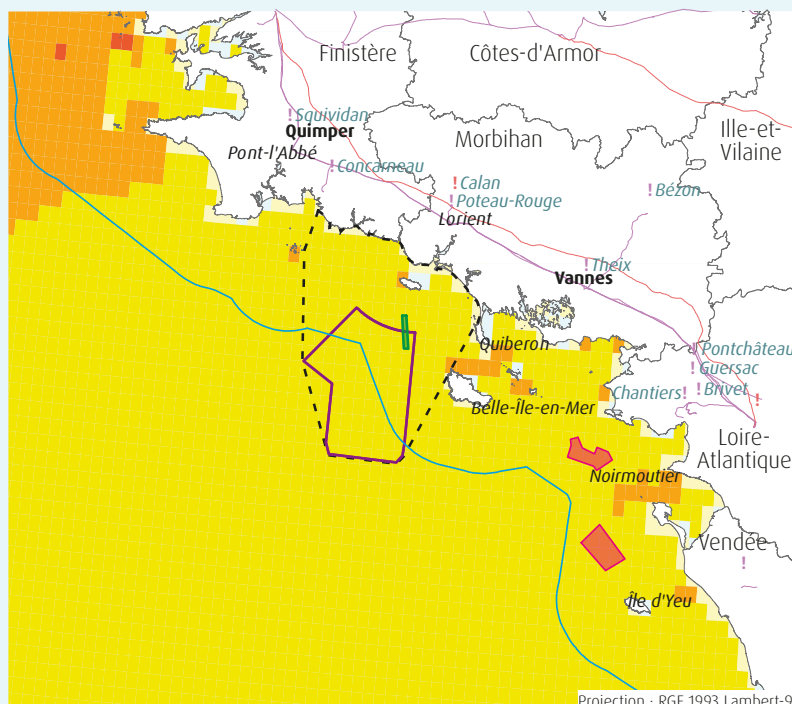 Finistère
Côtes-d'Armor
Ille-et-
Vilaine
!Squividan
Quimper
Morbihan
Pont-l'Abbé
!Concarneau
!Calan
!Poteau-Rouge
!Bézon
Lorient
!Theix
Vannes
Quiberon
!Pontchâteau
!Guersac
Chantiers!
!Brivet
!
Belle-Île-en-Mer
Loire-
Atlantique
Noirmoutier
Vendée
!
Île d'Yeu
Projection : RGF 1993 Lambert-9